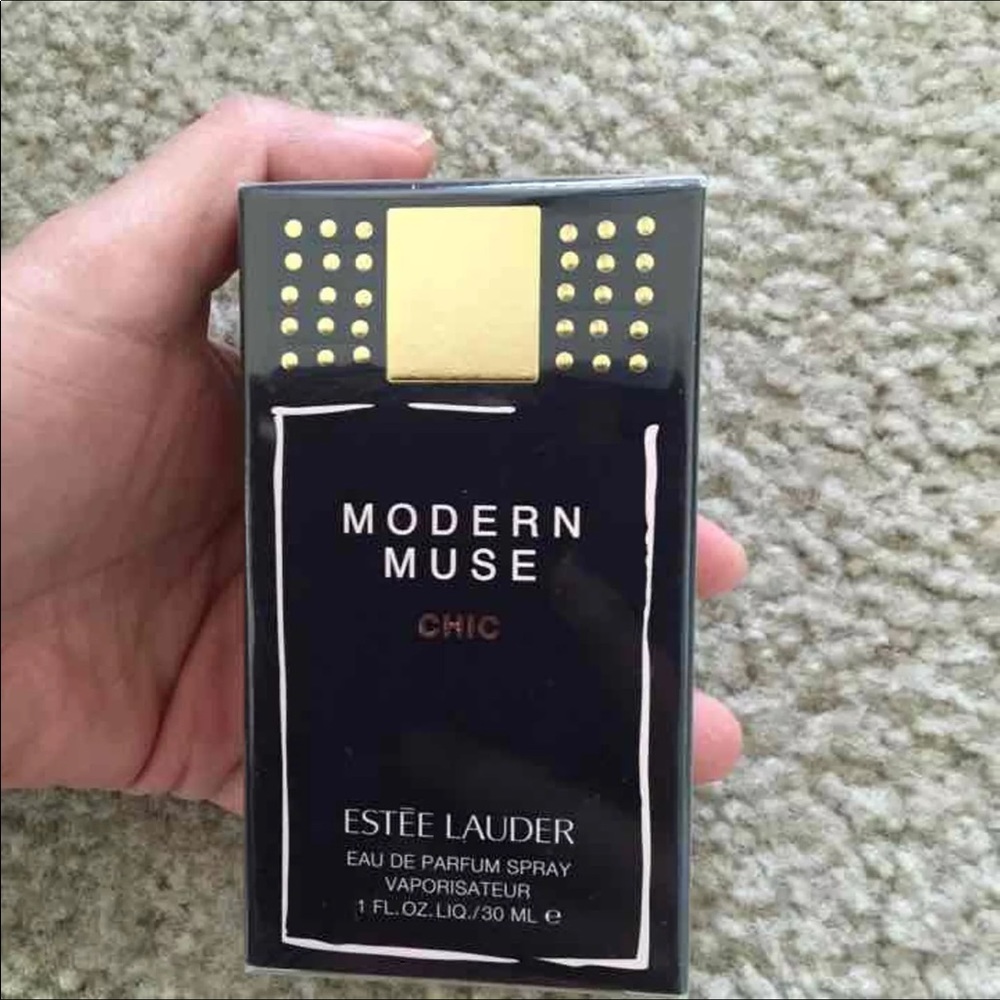 MODERN
MUSE
CHIC
ESTĒE LAUDER
EAU DE PARFUM SPRAY
VAPORISATEUR
1 FL.OZ.LIQ./30 ML ℮